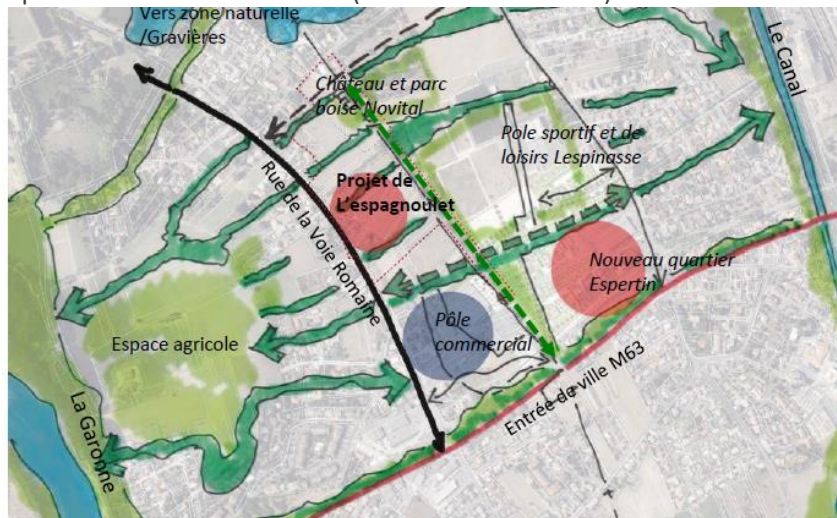 Vers zone naturelle
/Gravières
Château et parc
boisé Novital
Le Canal
Pole sportif et de
loisirs Lespinasse
Projet de
L'espagnoulet
Rue de la Voie Romaine
Nouveau quartier
Espertin
Pôle
commercial
Espace agricole
Entrée de ville M63
La Garonne